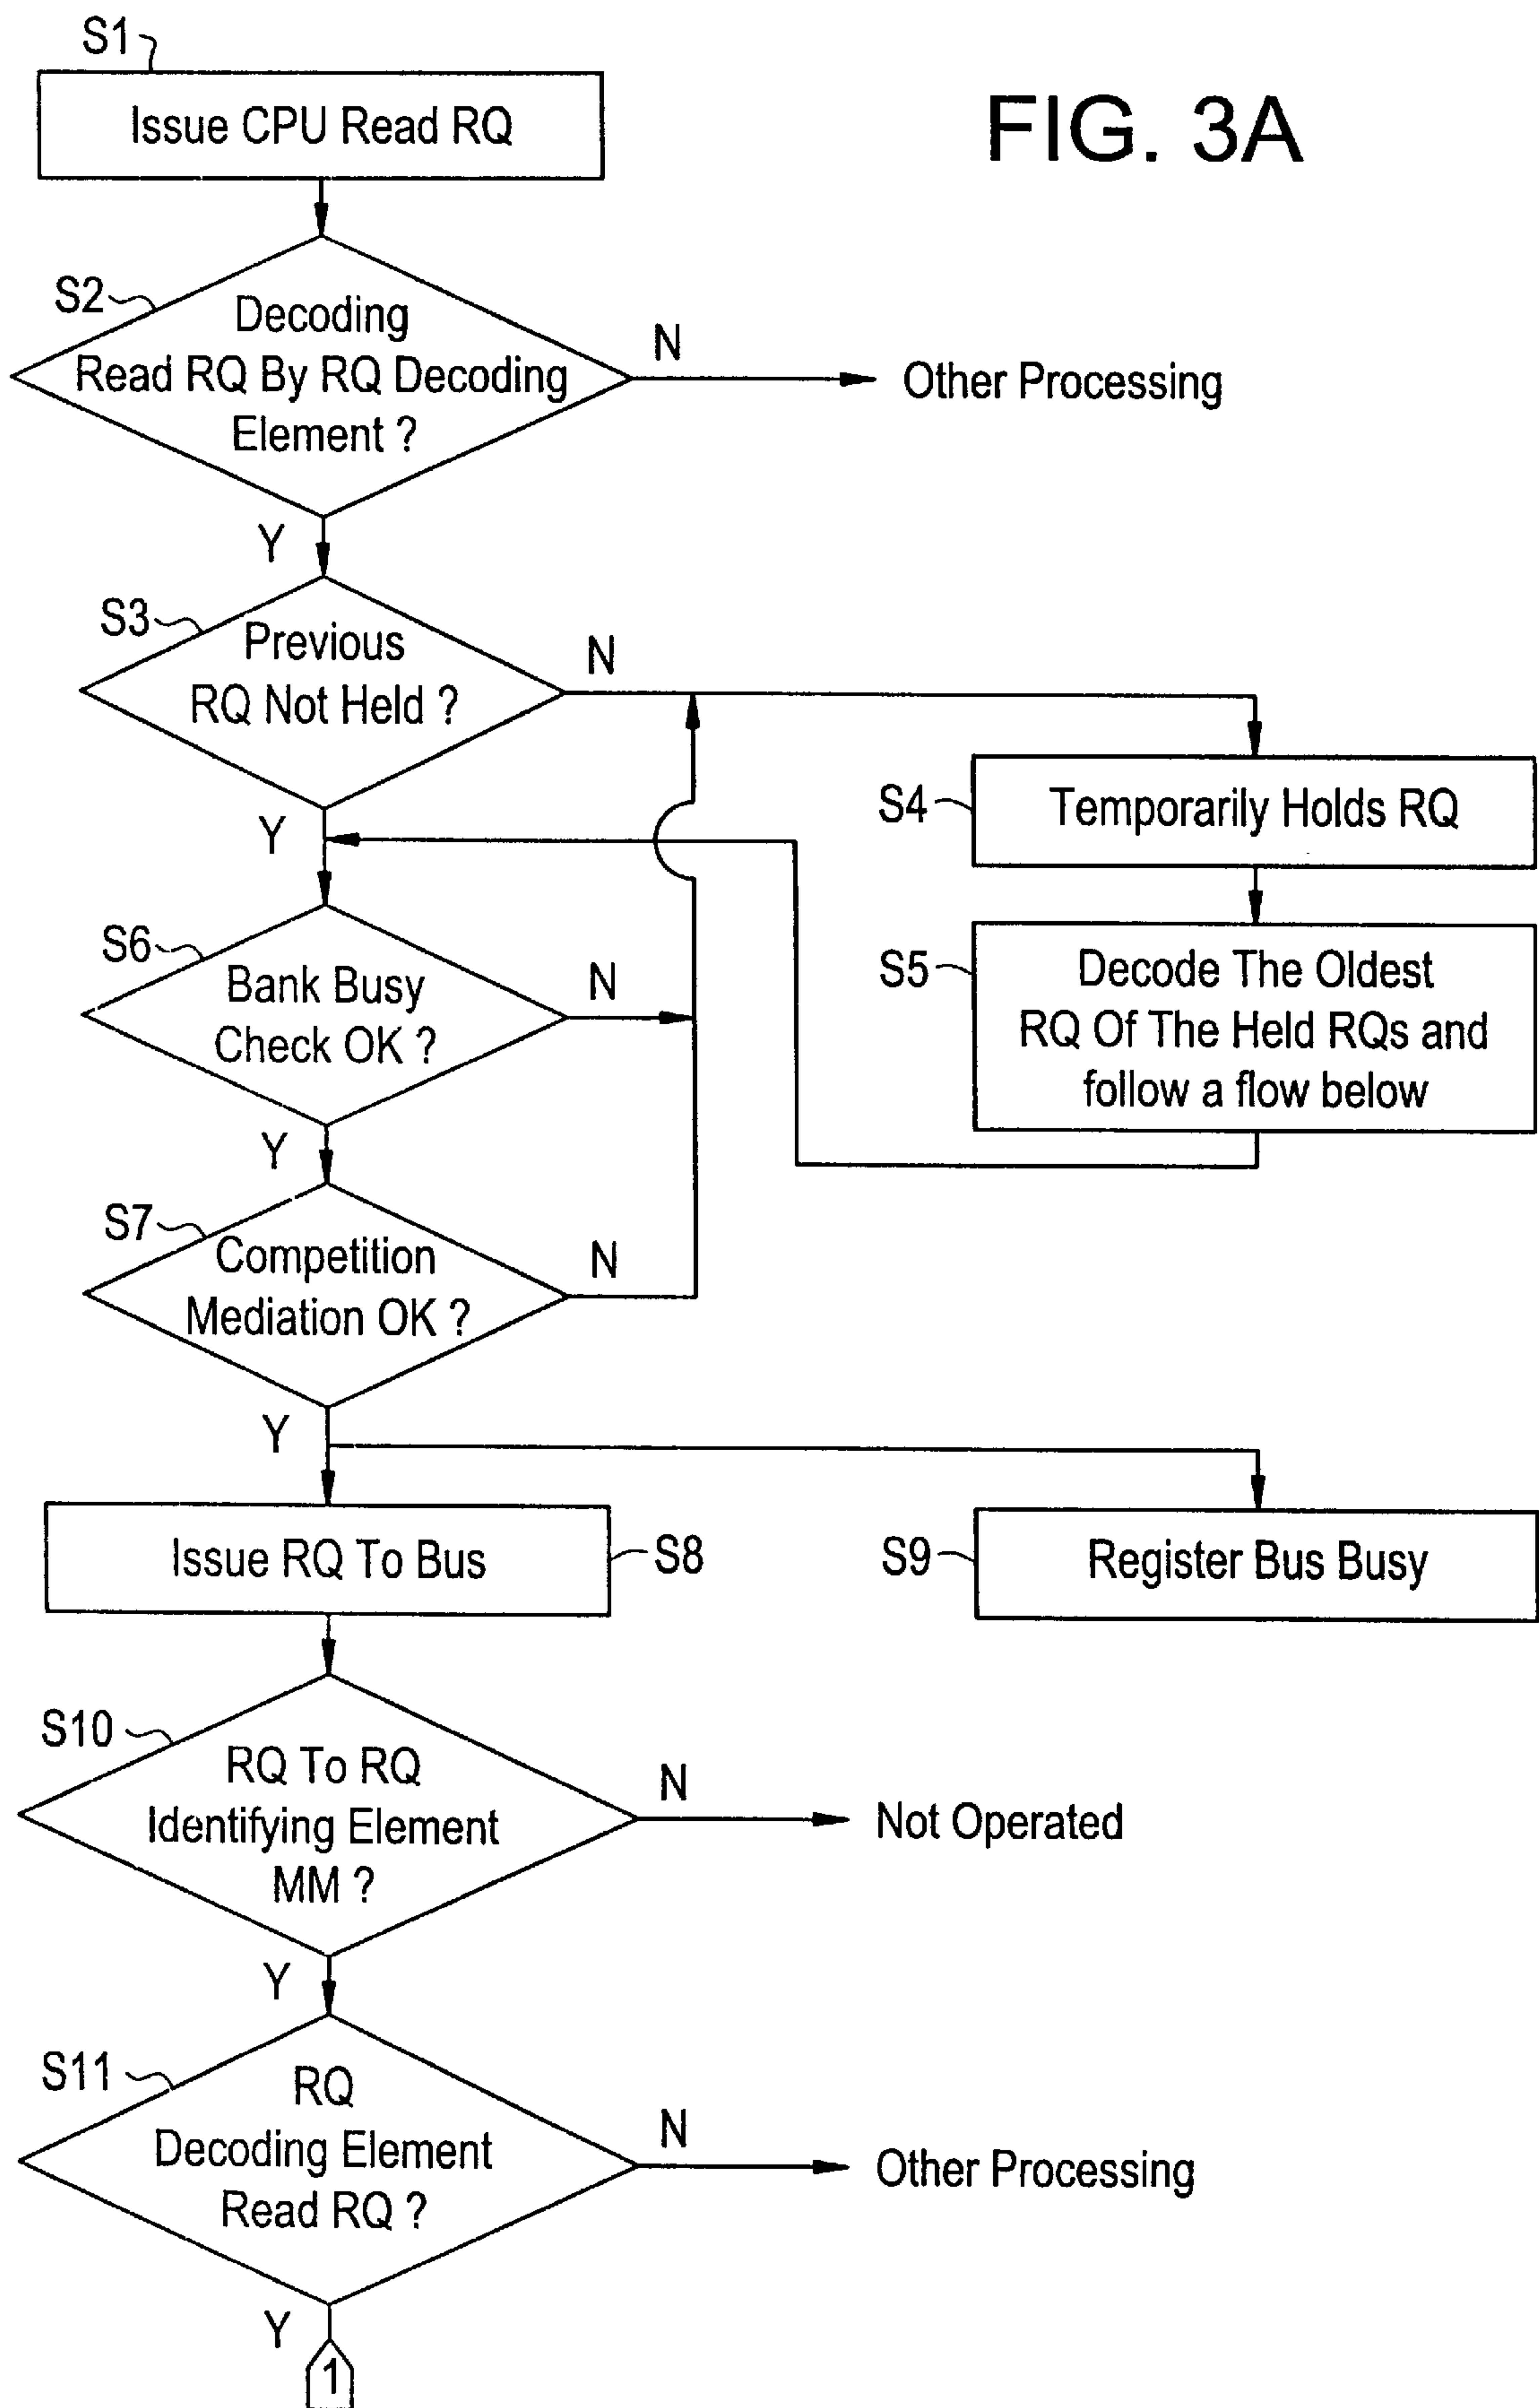 S1
Issue CPU Read RQ
FIG. 3A
S2
Decoding
Read RQ By RQ Decoding
Element ?
N
Other Processing
Y
S3
Previous
RQ Not Held ?
N
Y
S4
Temporarily Holds RQ
S5
Decode The Oldest
RQ Of The Held RQs and
follow a flow below
S6
Bank Busy
Check OK ?
N
Y
S7
Competition
Mediation OK ?
N
Y
Issue RQ To Bus
S8
S9
Register Bus Busy
S10
RQ To RQ
Identifying Element
MM ?
N
Not Operated
Y
S11
RQ
Decoding Element
Read RQ ?
N
Other Processing
Y
1